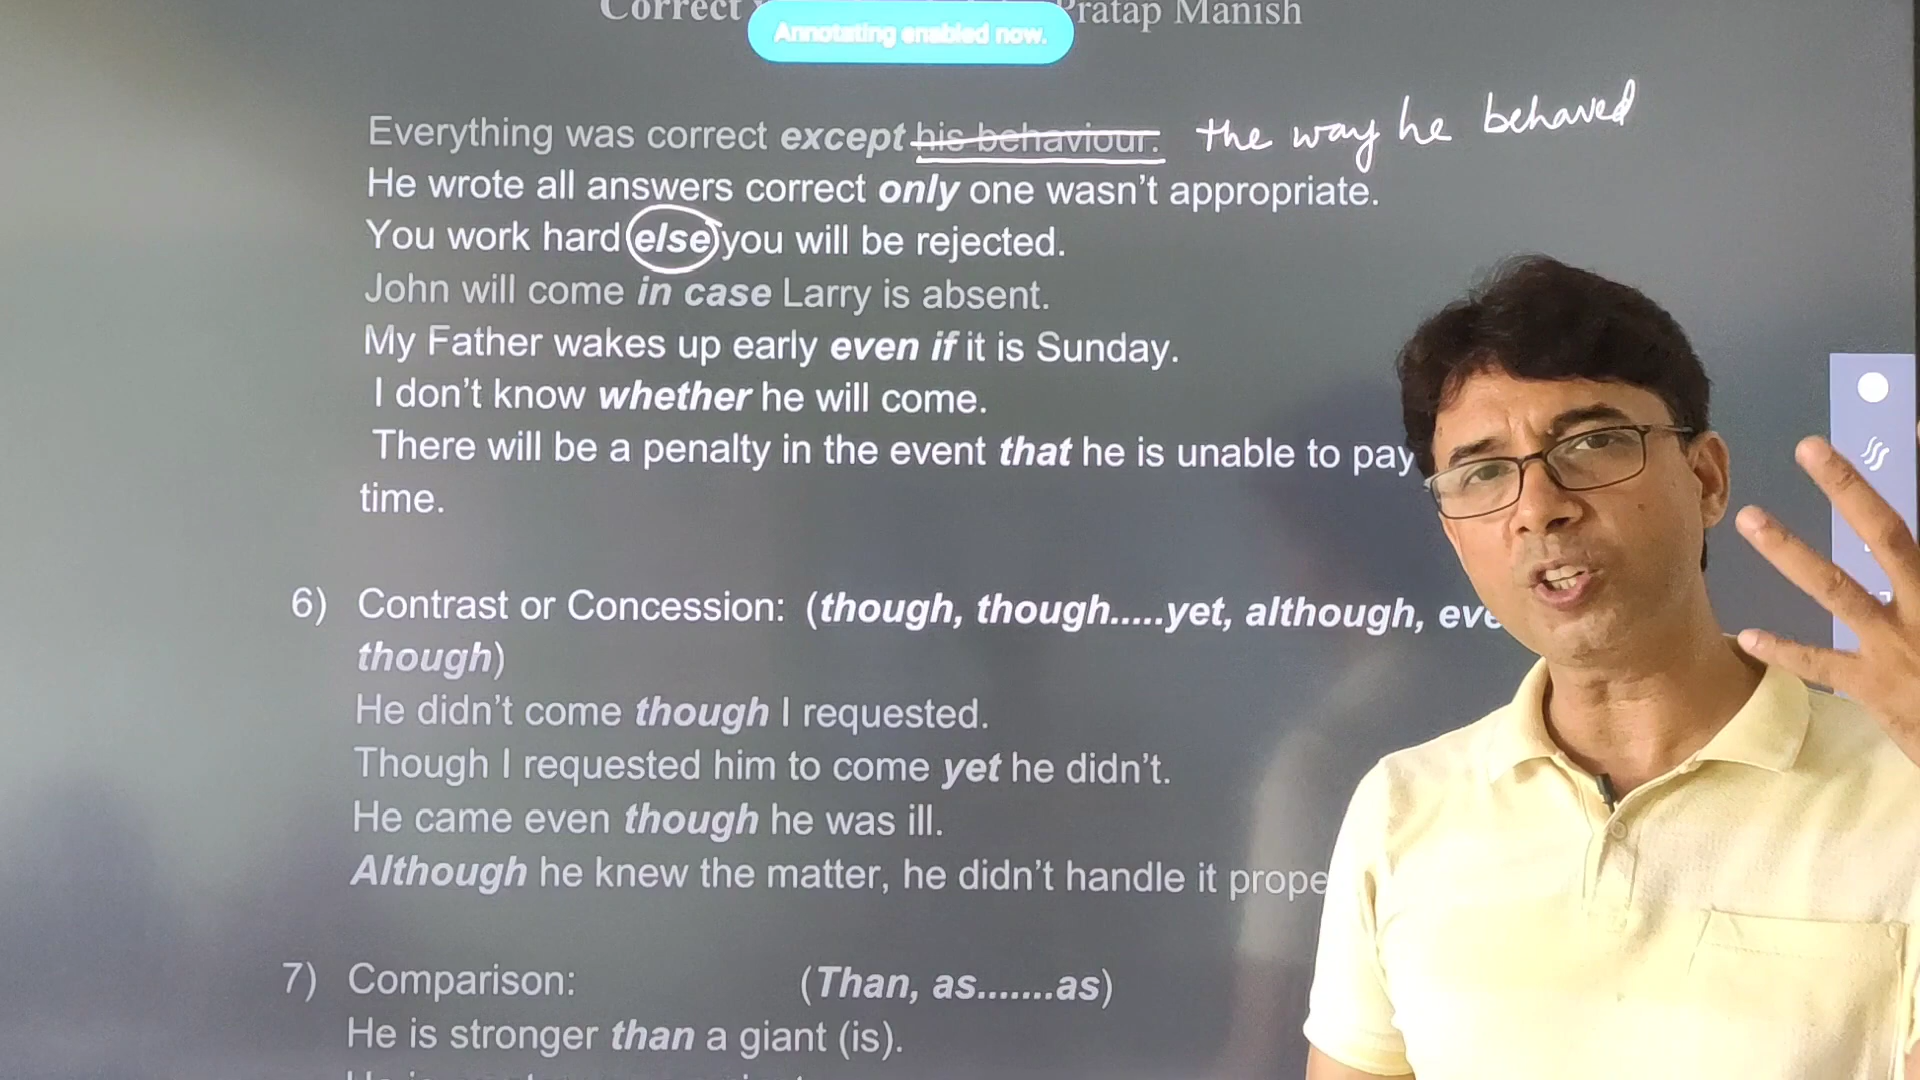 Correct Pratap Manish
Annotating enabled now.
Everything was correct except his behaviour. the way he behaved
He wrote all answers correct only one wasn't appropriate.
You work hard else you will be rejected.
John will come in case Larry is absent.
My Father wakes up early even if it is Sunday.
I don't know whether he will come.
There will be a penalty in the event that he is unable to pay
time.
6) Contrast or Concession: (though, though.....yet, although, eve
though)
He didn't come though I requested.
Though I requested him to come yet he didn't.
He came even though he was ill.
Although he knew the matter, he didn't handle it prope
7) Comparison: (Than, as.......as)
He is stronger than a giant (is).